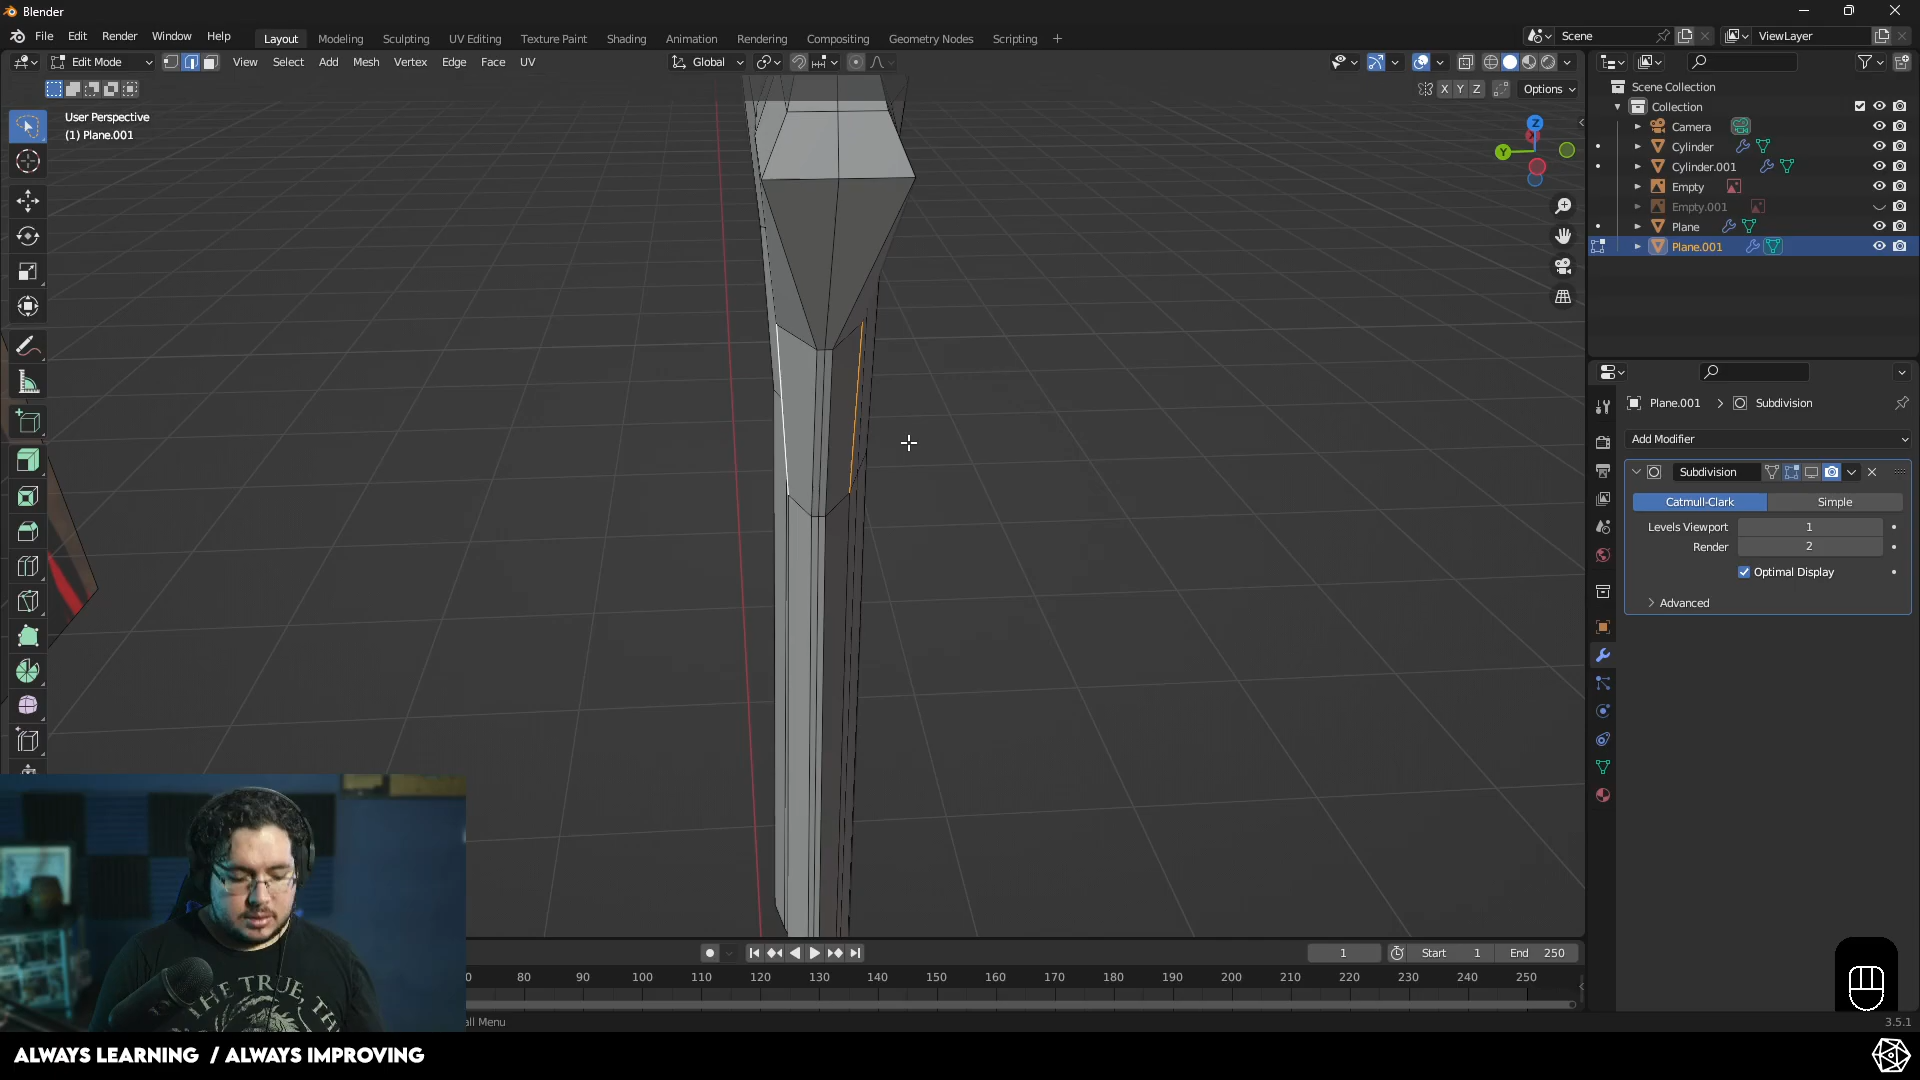 Blender
File Edit Render Window Help
Layout Modeling Sculpting UV Editing Texture Paint Shading Animation Rendering Compositing Geometry Nodes Scripting +
Scene
ViewLayer
Edit Mode View Select Add Mesh Vertex Edge Face UV
Global
X Y Z Options
User Perspective
(1) Plane.001
Z
Y
Scene Collection
Collection
Camera
Cylinder
Cylinder.001
Empty
Empty.001
Plane
Plane.001
Plane.001 > Subdivision
Add Modifier
Subdivision
Catmull-Clark Simple
Levels Viewport 1
Render 2
Optimal Display
> Advanced
1 Start 1 End 250
80 90 100 110 120 130 140 150 160 170 180 190 200 210 220 230 240 250
all Menu
3.5.1
THE TRUE, TH
ALWAYS LEARNING / ALWAYS IMPROVING